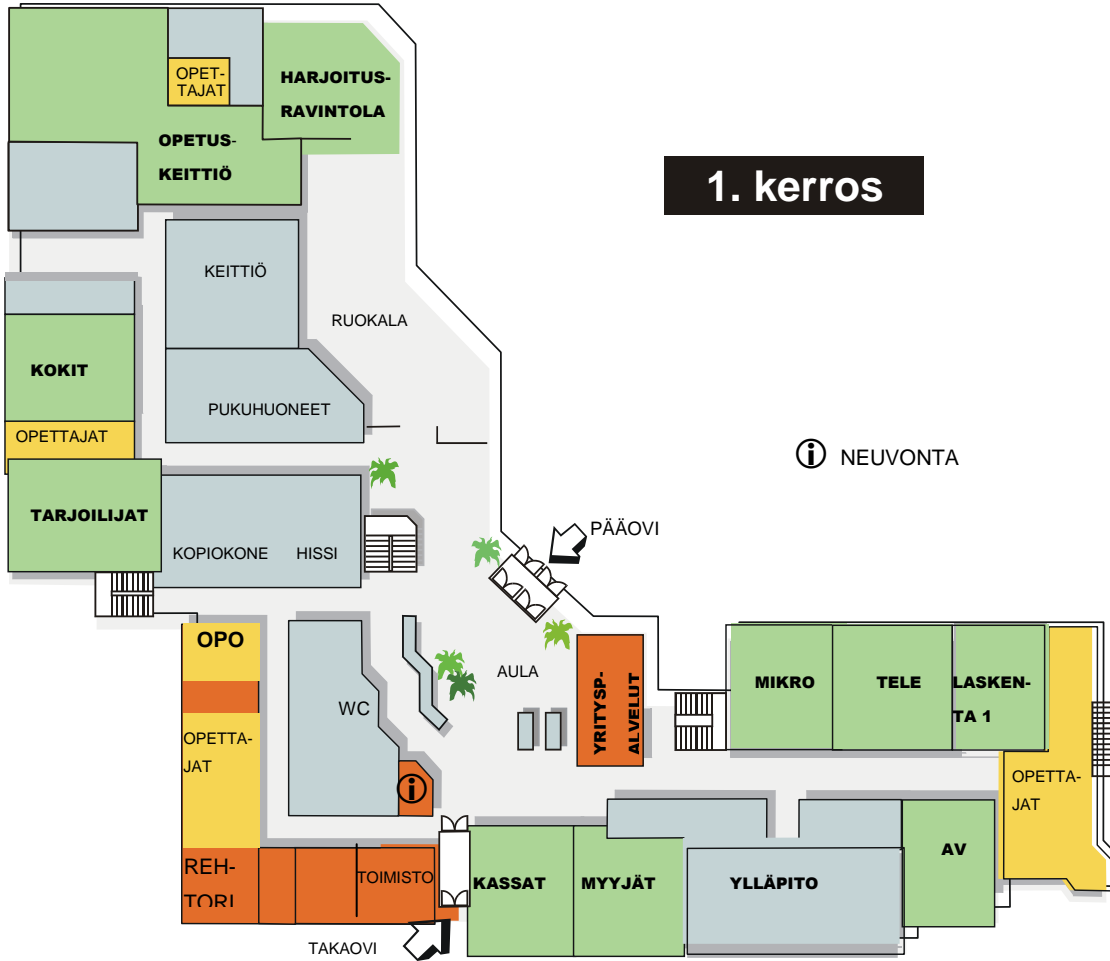 OPET-
TAJAT
HARJOITUS-
RAVINTOLA
OPETUS-
KEITTIÖ
1. kerros
KEITTIÖ
RUOKALA
KOKIT
PUKUHUONEET
OPETTAJAT
NEUVONTA
TARJOILIJAT
KOPIOKONE
HISSI
PÄÄOVI
OPO
AULA
WC
YRITYSP-
ALVELUT
MIKRO
TELE
LASKEN-
TA 1
OPETTA-
JAT
OPETTA-
JAT
REH-
TORI
TOIMISTO
KASSAT
MYYJÄT
YLLÄPITO
AV
TAKAOVI